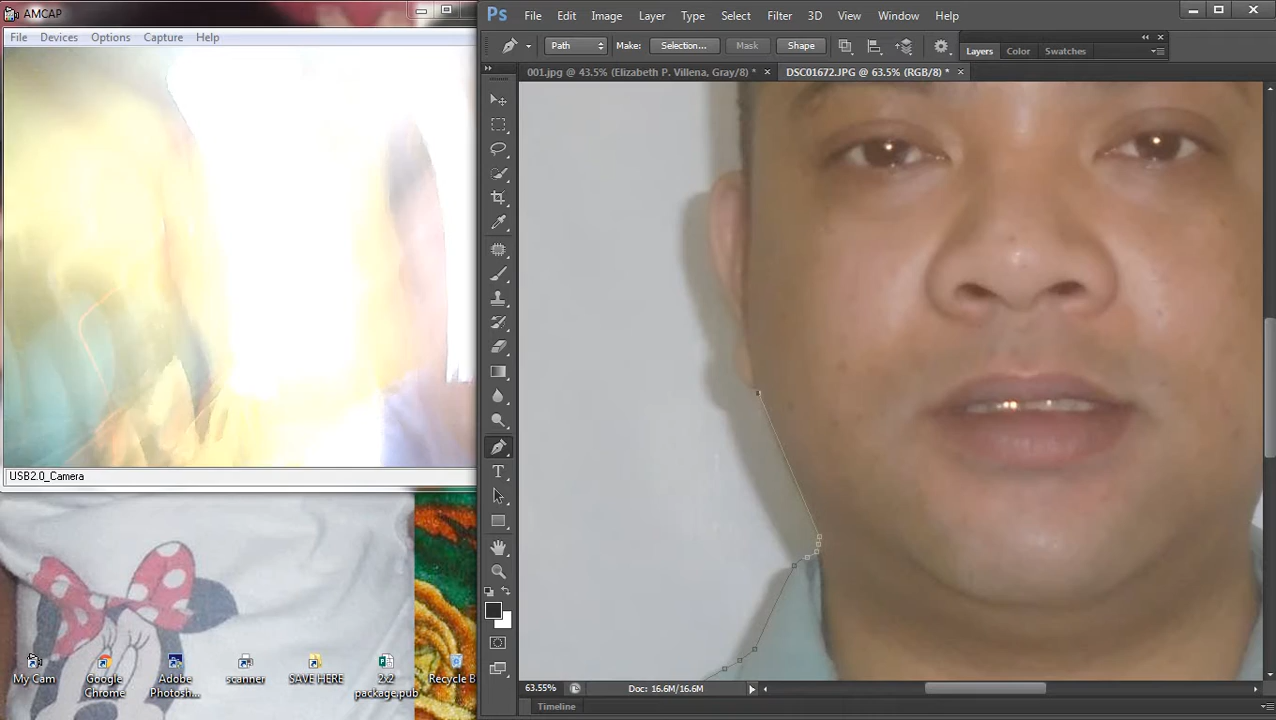 AMCAP
File Devices Options Capture Help
USB2.0_Camera
My Cam
Google Chrome
Adobe Photosh...
scanner
SAVE HERE
2x2 package.pub
Recycle B
Ps File Edit Image Layer Type Select Filter 3D View Window Help
Path Make: Selection... Mask Shape
Layers Color Swatches
001.jpg @ 43.5% (Elizabeth P. Villena, Gray/8) * × DSC01672.JPG @ 63.5% (RGB/8) * ×
63.55% Doc: 16.6M/16.6M
Timeline